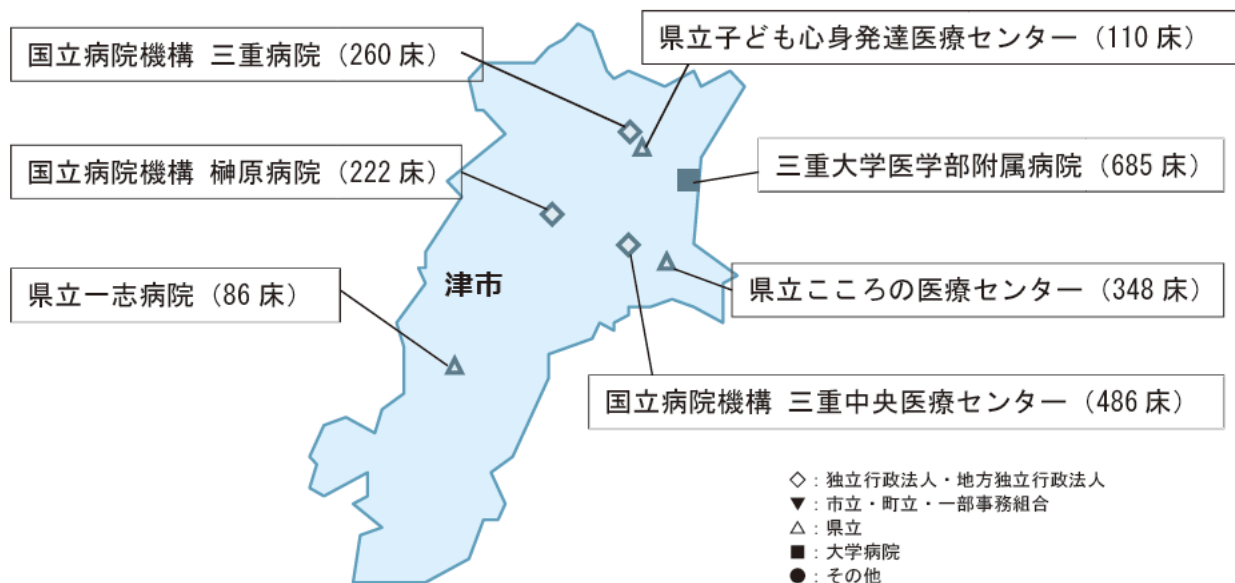 国立病院機構 三重病院（260 床）
県立子ども心身発達医療センター（110 床）
国立病院機構 榊原病院（222 床）
三重大学医学部附属病院（685 床）
県立一志病院（86 床）
津市
県立こころの医療センター（348 床）
国立病院機構 三重中央医療センター（486 床）
◇：独立行政法人・地方独立行政法人
▼：市立・町立・一部事務組合
△：県立
■：大学病院
●：その他